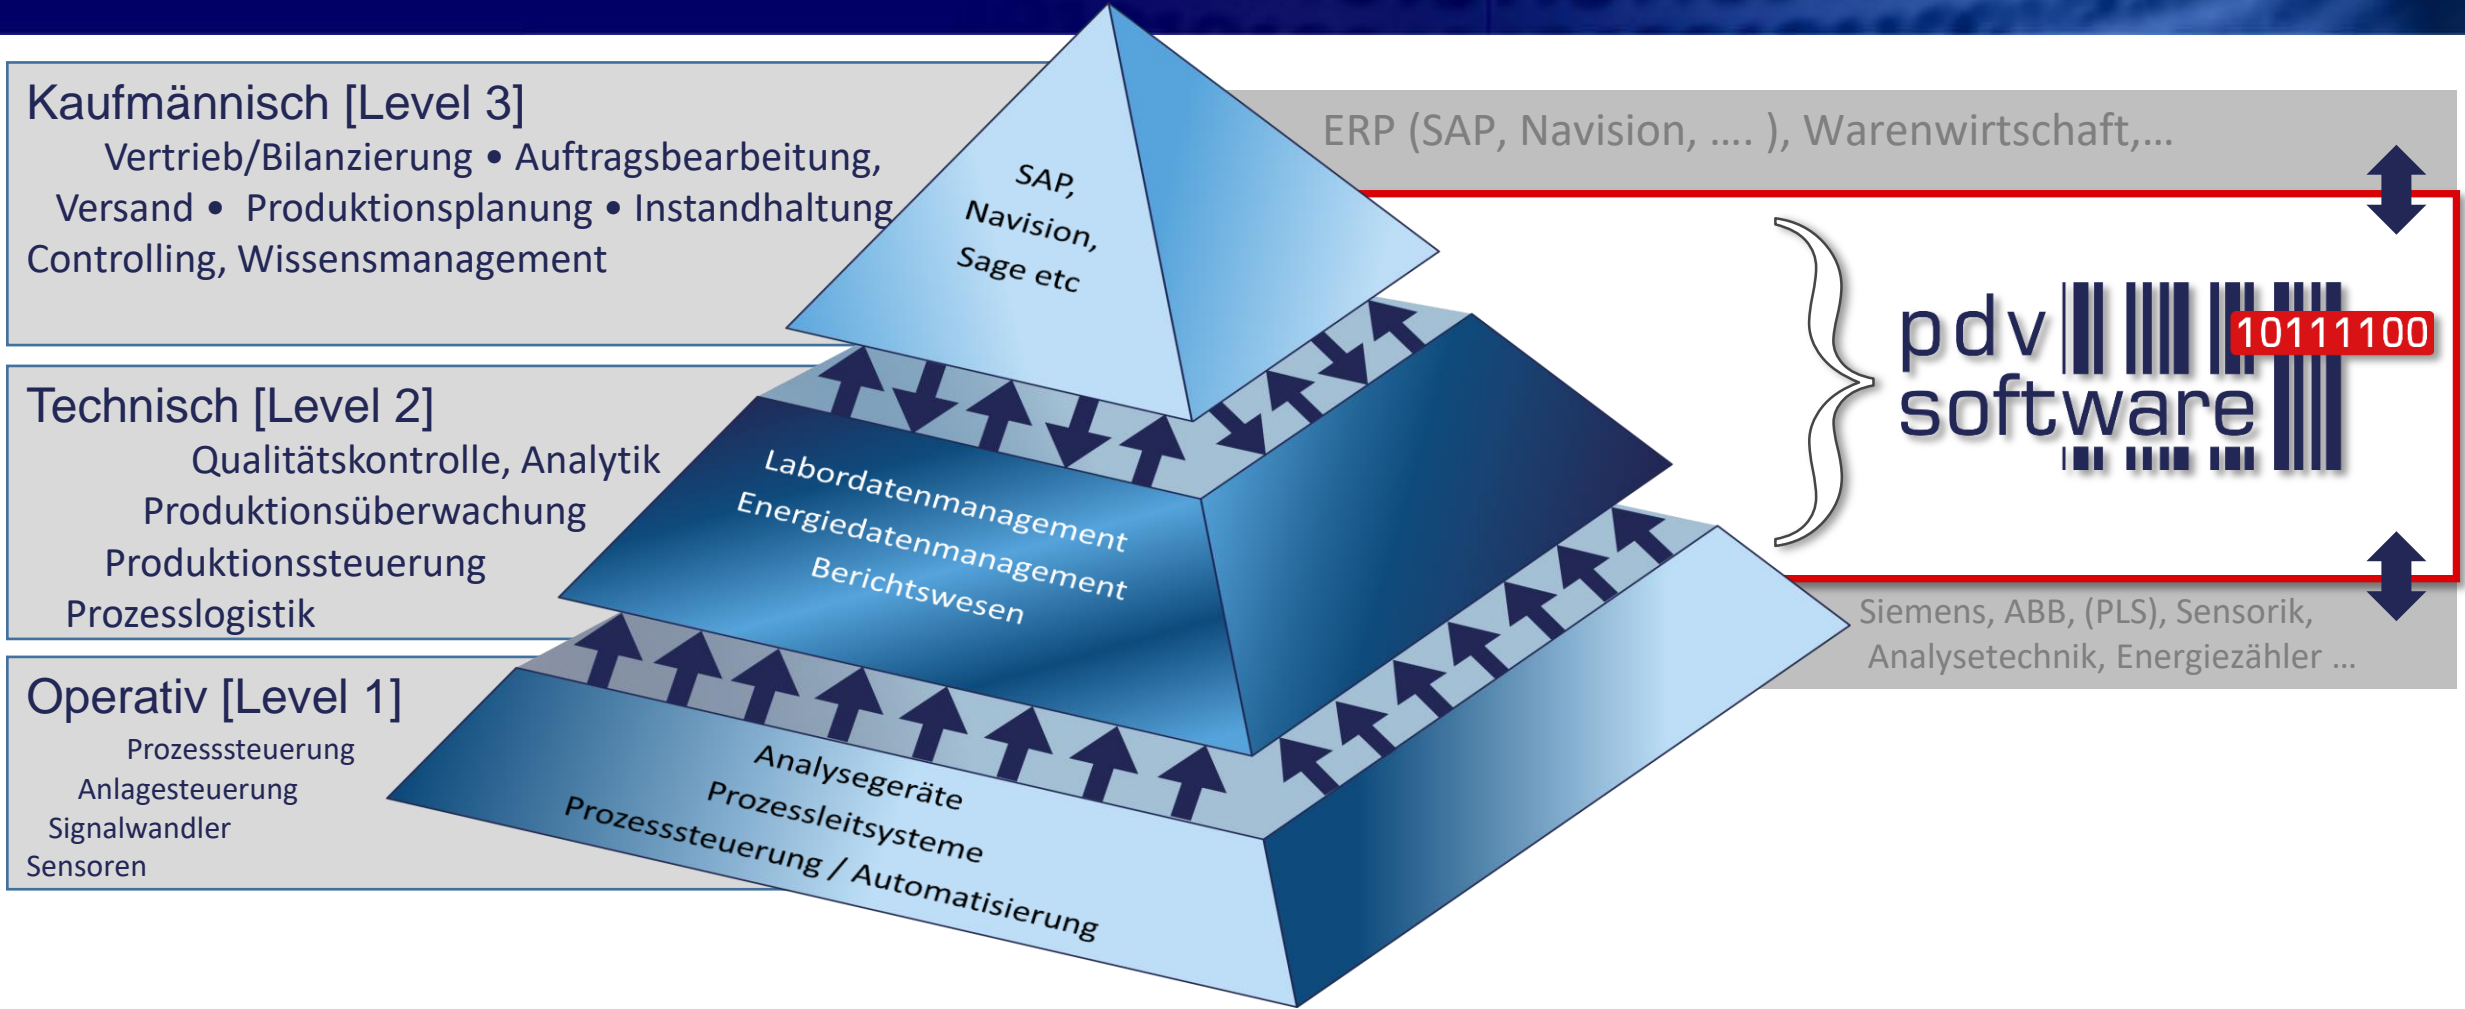 Kaufmännisch [Level 3]
Vertrieb/Bilanzierung • Auftragsbearbeitung,
Versand • Produktionsplanung • Instandhaltung
Controlling, Wissensmanagement
Technisch [Level 2]
Qualitätskontrolle, Analytik
Produktionsüberwachung
Produktionssteuerung
Prozesslogistik
Operativ [Level 1]
Prozesssteuerung
Anlagesteuerung
Signalwandler
Sensoren
SAP,
Navision,
Sage etc
Labordatenmanagement
Energiedatenmanagement
Berichtswesen
Analysegeräte
Prozessleitsysteme
Prozesssteuerung / Automatisierung
ERP (SAP, Navision, .... ), Warenwirtschaft,...
pdv
10111100
software
Siemens, ABB, (PLS), Sensorik,
Analysetechnik, Energiezähler ...